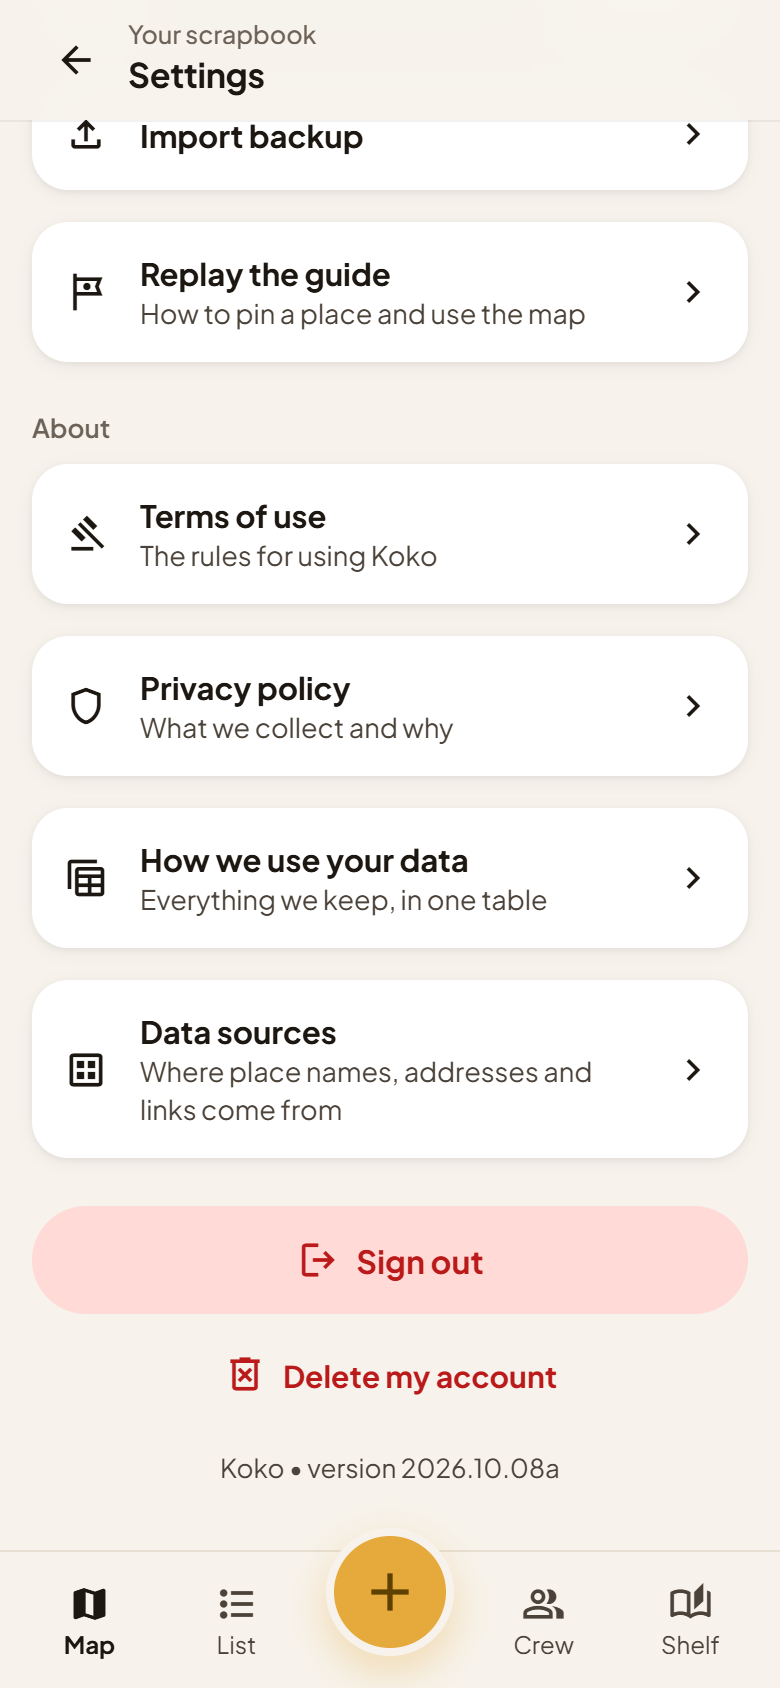 Your scrapbook
Settings
Import backup
Replay the guide
How to pin a place and use the map
About
Terms of use
The rules for using Koko
Privacy policy
What we collect and why
How we use your data
Everything we keep, in one table
Data sources
Where place names, addresses and
links come from
Sign out
Delete my account
Koko • version 2026.10.08a
Map
List
Crew
Shelf